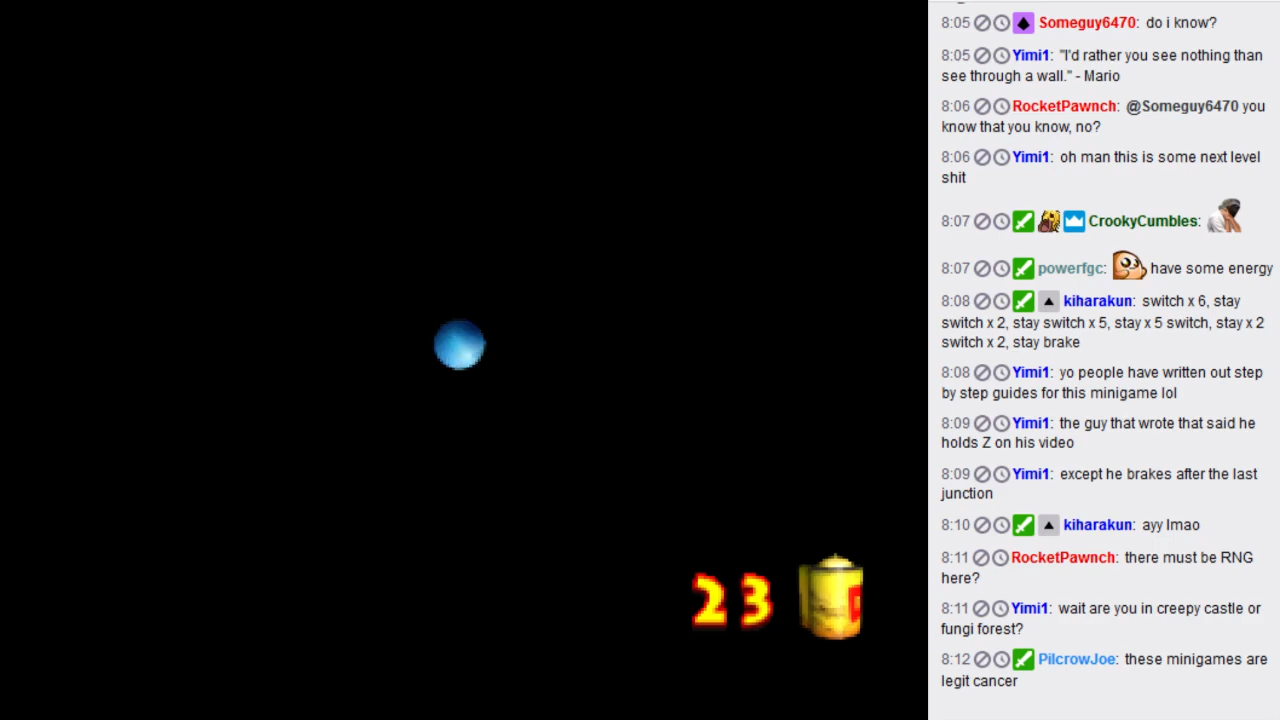 8:05 Someguy6470: do i know?
8:05 Yimi1: "I'd rather you see nothing than
see through a wall." - Mario
8:06 RocketPawnch: @Someguy6470 you
know that you know, no?
8:06 Yimi1: oh man this is some next level
shit
8:07 CrookyCumbles:
8:07 powerfgc: have some energy
8:08 kiharakun: switch x 6, stay
switch x 2, stay switch x 5, stay x 5 switch, stay x 2
switch x 2, stay brake
8:08 Yimi1: yo people have written out step
by step guides for this minigame lol
8:09 Yimi1: the guy that wrote that said he
holds Z on his video
8:09 Yimi1: except he brakes after the last
junction
8:10 kiharakun: ayy lmao
8:11 RocketPawnch: there must be RNG
here?
8:11 Yimi1: wait are you in creepy castle or
fungi forest?
8:12 PilcrowJoe: these minigames are
legit cancer
23